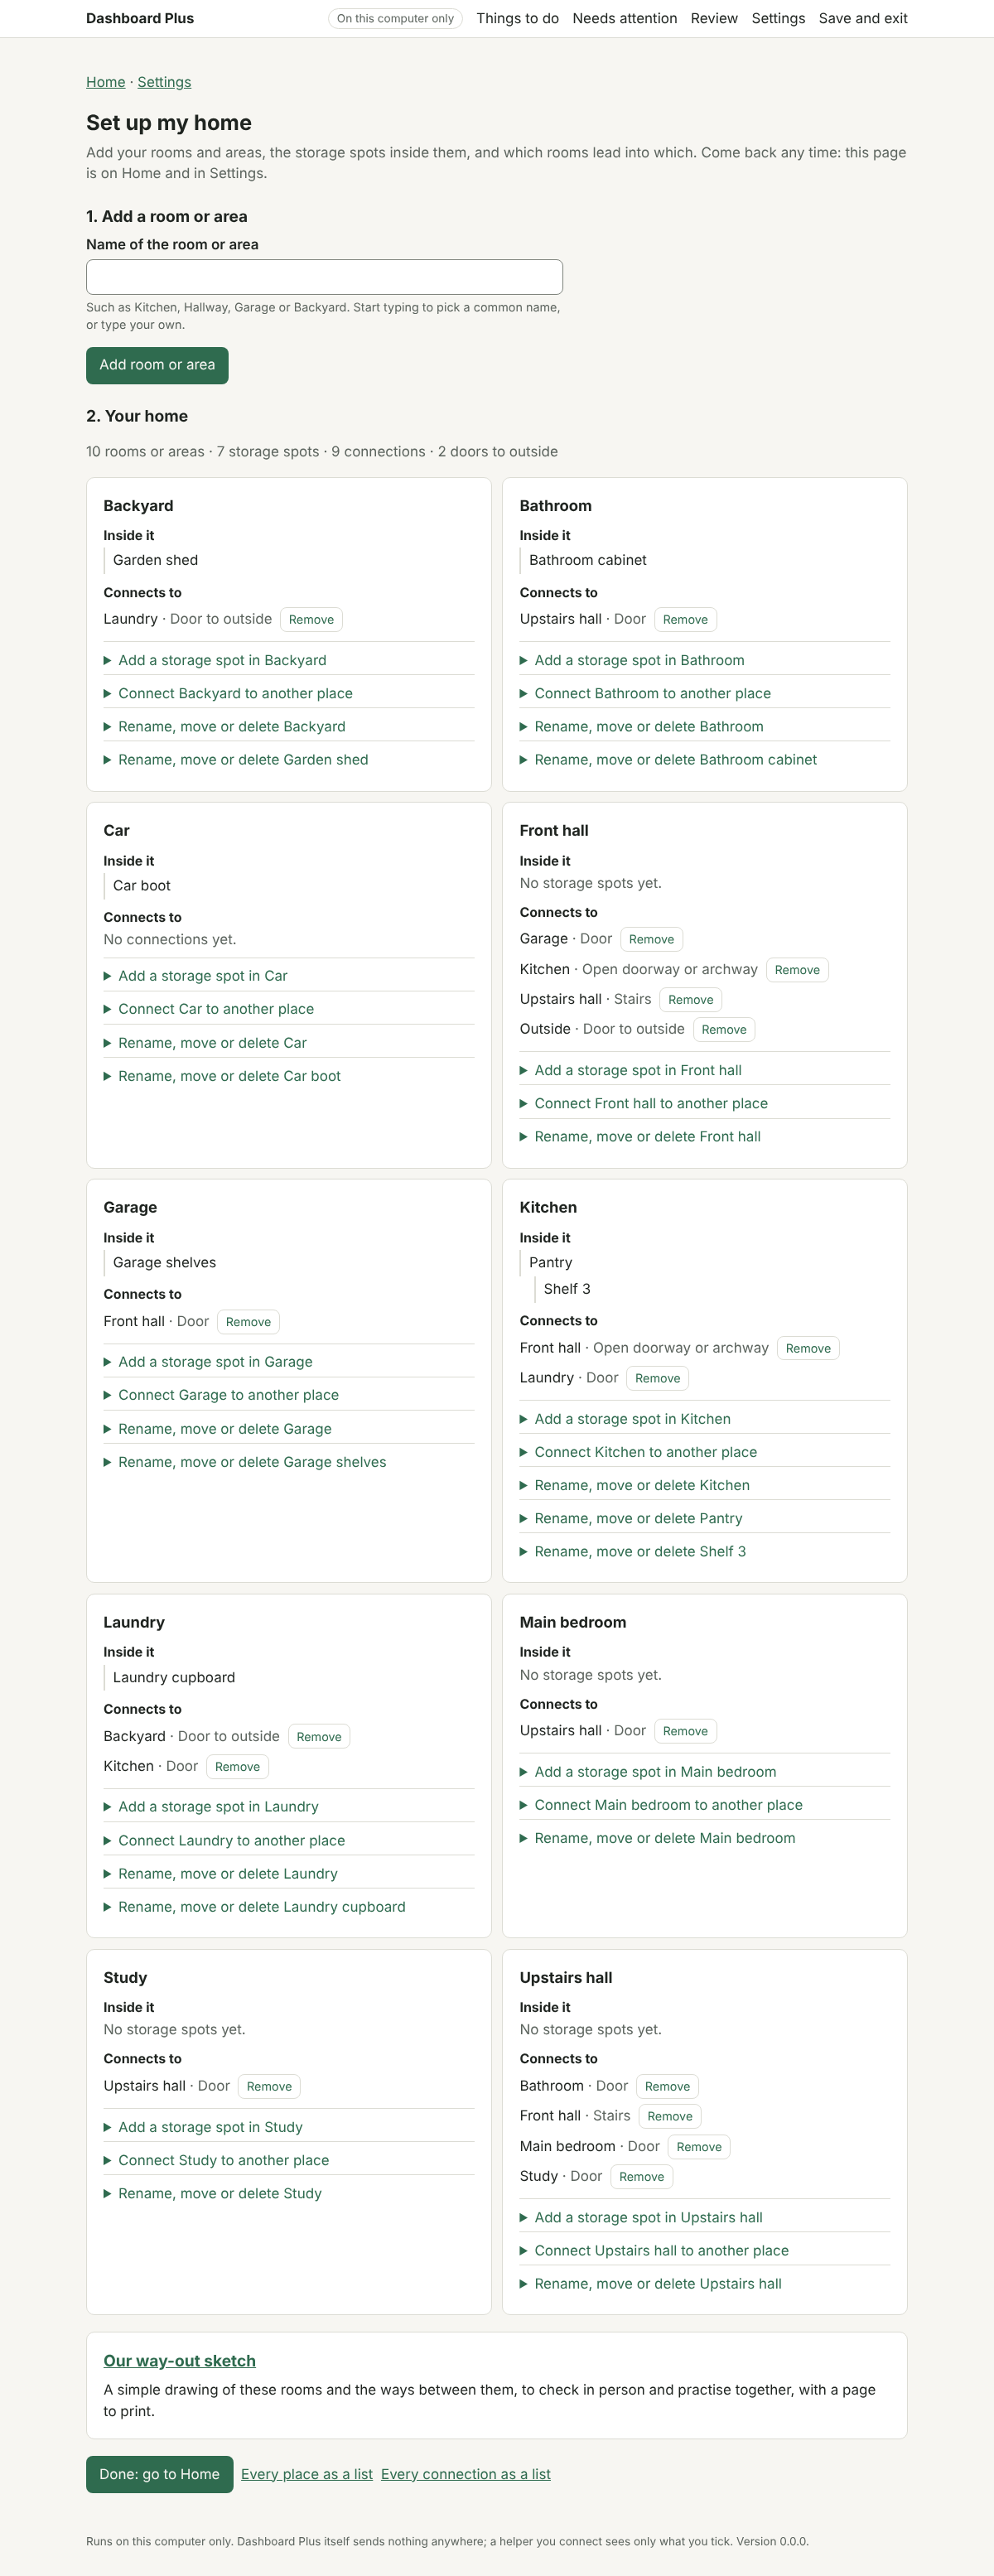 Dashboard Plus
On this computer only
Things to do
Needs attention
Review
Settings
Save and exit
Home · Settings
Set up my home
Add your rooms and areas, the storage spots inside them, and which rooms lead into which. Come back any time: this page
is on Home and in Settings.
1. Add a room or area
Name of the room or area
Such as Kitchen, Hallway, Garage or Backyard. Start typing to pick a common name,
or type your own.
Add room or area
2. Your home
10 rooms or areas · 7 storage spots · 9 connections · 2 doors to outside
Backyard
Inside it
Garden shed
Connects to
Laundry · Door to outside Remove
Add a storage spot in Backyard
Connect Backyard to another place
Rename, move or delete Backyard
Rename, move or delete Garden shed
Bathroom
Inside it
Bathroom cabinet
Connects to
Upstairs hall · Door Remove
Add a storage spot in Bathroom
Connect Bathroom to another place
Rename, move or delete Bathroom
Rename, move or delete Bathroom cabinet
Car
Inside it
Car boot
Connects to
No connections yet.
Add a storage spot in Car
Connect Car to another place
Rename, move or delete Car
Rename, move or delete Car boot
Front hall
Inside it
No storage spots yet.
Connects to
Garage · Door Remove
Kitchen · Open doorway or archway Remove
Upstairs hall · Stairs Remove
Outside · Door to outside Remove
Add a storage spot in Front hall
Connect Front hall to another place
Rename, move or delete Front hall
Garage
Inside it
Garage shelves
Connects to
Front hall · Door Remove
Add a storage spot in Garage
Connect Garage to another place
Rename, move or delete Garage
Rename, move or delete Garage shelves
Kitchen
Inside it
Pantry
Shelf 3
Connects to
Front hall · Open doorway or archway Remove
Laundry · Door Remove
Add a storage spot in Kitchen
Connect Kitchen to another place
Rename, move or delete Kitchen
Rename, move or delete Pantry
Rename, move or delete Shelf 3
Laundry
Inside it
Laundry cupboard
Connects to
Backyard · Door to outside Remove
Kitchen · Door Remove
Add a storage spot in Laundry
Connect Laundry to another place
Rename, move or delete Laundry
Rename, move or delete Laundry cupboard
Main bedroom
Inside it
No storage spots yet.
Connects to
Upstairs hall · Door Remove
Add a storage spot in Main bedroom
Connect Main bedroom to another place
Rename, move or delete Main bedroom
Study
Inside it
No storage spots yet.
Connects to
Upstairs hall · Door Remove
Add a storage spot in Study
Connect Study to another place
Rename, move or delete Study
Upstairs hall
Inside it
No storage spots yet.
Connects to
Bathroom · Door Remove
Front hall · Stairs Remove
Main bedroom · Door Remove
Study · Door Remove
Add a storage spot in Upstairs hall
Connect Upstairs hall to another place
Rename, move or delete Upstairs hall
Our way-out sketch
A simple drawing of these rooms and the ways between them, to check in person and practise together, with a page
to print.
Done: go to Home
Every place as a list
Every connection as a list
Runs on this computer only. Dashboard Plus itself sends nothing anywhere; a helper you connect sees only what you tick. Version 0.0.0.